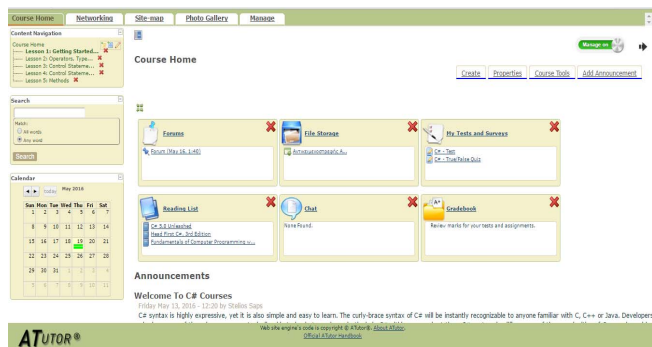 Course Home Networking Site-map Photo Gallery Manage
Content Navigation
Course Home
Lesson 1: Getting Started...
Lesson 2: Operators, Type...
Lesson 3: Control Stateme...
Lesson 4: Control Stateme...
Lesson 5: Methods
Search
Match:
All words
Any word
Search
Calendar
today May 2016
Sun Mon Tue Wed Thu Fri Sat
1 2 3 4 5 6 7
8 9 10 11 12 13 14
15 16 17 18 19 20 21
22 23 24 25 26 27 28
29 30 31 1 2 3 4
5 6 7 8 9 10 11
Manage on
Course Home
Create Properties Course Tools Add Announcement
Forums
Forum (May 16, 1:40)
File Storage
My Tests and Surveys
C# - Test
C# - True/False Quiz
Reading List
C# 5.0 Unleashed
Head First C#, 3rd Edition
Fundamentals of Computer Programming w...
Chat
None Found.
Gradebook
Review marks for your tests and assignments.
Announcements
Welcome To C# Courses
Friday May 13, 2016 - 12:20 by Stelios Saps
C# syntax is highly expressive, yet it is also simple and easy to learn. The curly-brace syntax of C# will be instantly recognizable to anyone familiar with C, C++ or Java. Developers
Web site engine's code is copyright © ATutor®. About ATutor.
Official ATutor Handbook
ATUTOR ®